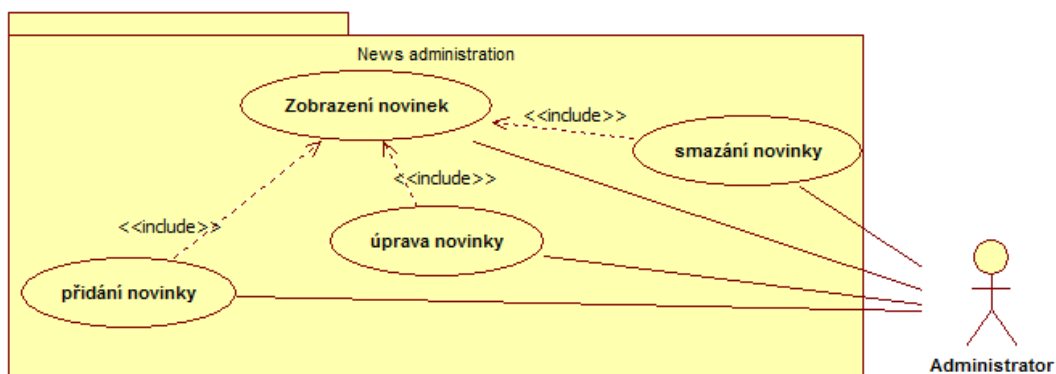 News administration
Zobrazení novinek
<<include>>
smazání novinky
<<include>>
<<include>>
úprava novinky
přidání novinky
Administrator